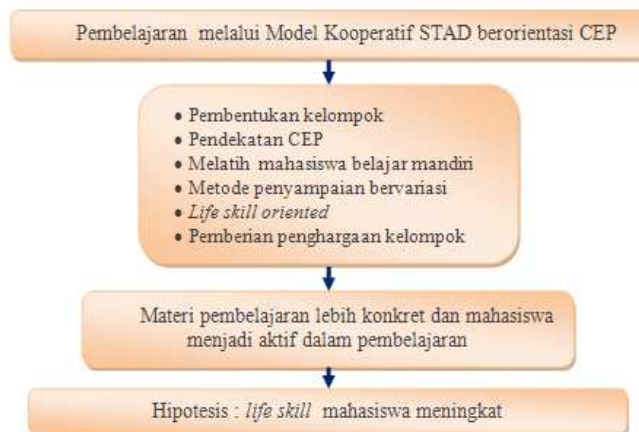 Pembelajaran melalui Model Kooperatif STAD berorientasi CEP
• Pembentukan kelompok
• Pendekatan CEP
• Melatih mahasiswa belajar mandiri
• Metode penyampaian bervariasi
• Life skill oriented
• Pemberian penghargaan kelompok
Materi pembelajaran lebih konkret dan mahasiswa
menjadi aktif dalam pembelajaran
Hipotesis : life skill mahasiswa meningkat